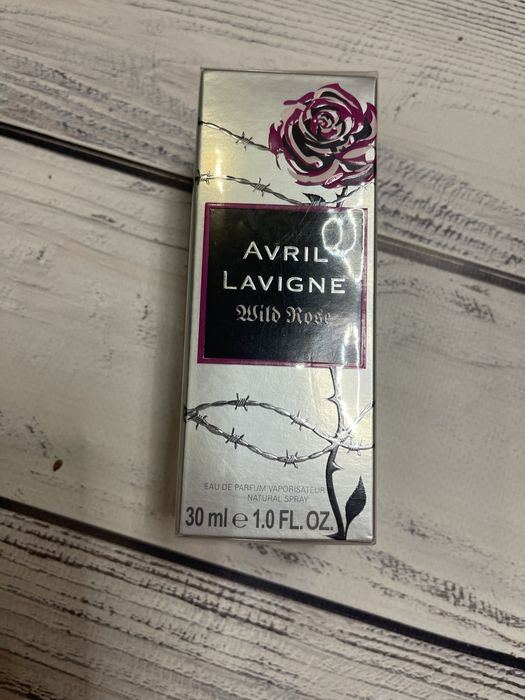 AVRIL
LAVIGNE
Wild Rose
EAU DE PARFUM VAPORISATEUR
NATURAL SPRAY
30 ml ℮ 1.0 FL. OZ.